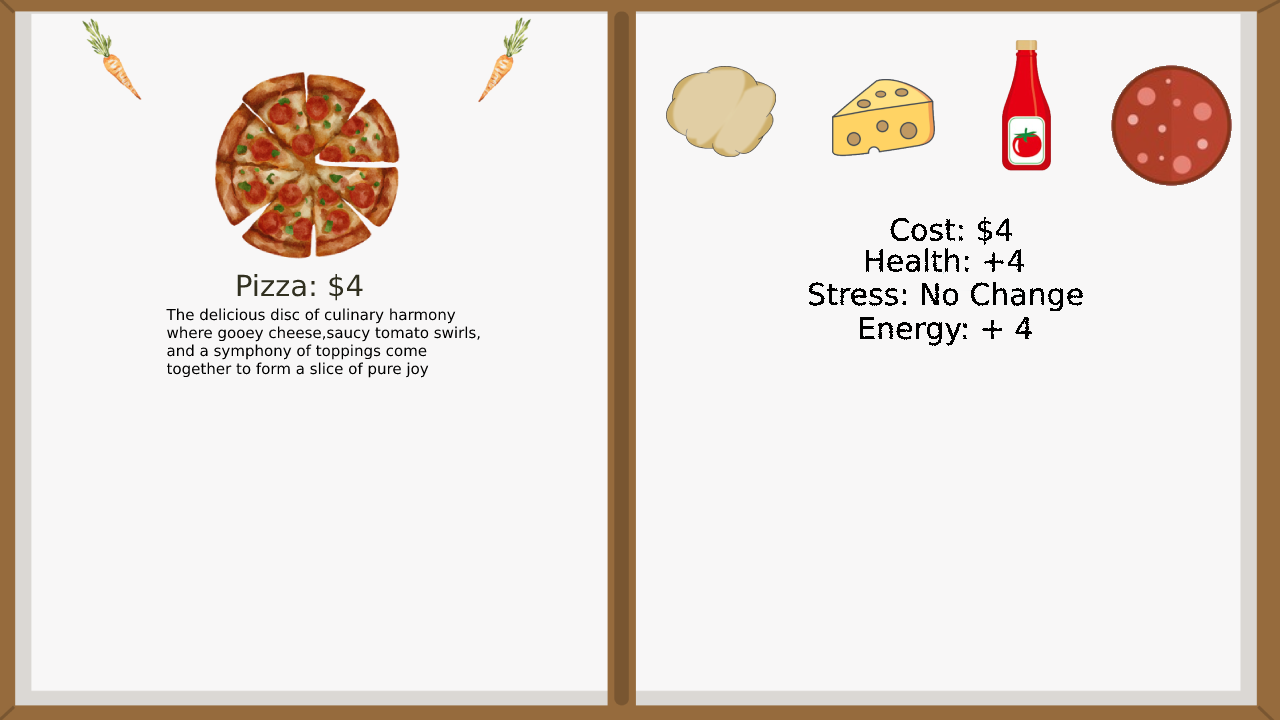 Pizza: $4
The delicious disc of culinary harmony
where gooey cheese,saucy tomato swirls,
and a symphony of toppings come
together to form a slice of pure joy
Cost: $4
Health: +4
Stress: No Change
Energy: + 4